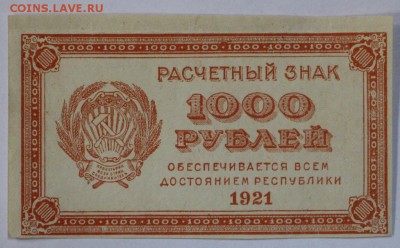 COINS.LAVE.RU
РАСЧЕТНЫЙ ЗНАК
1000
РУБЛЕЙ
ОБЕСПЕЧИВАЕТСЯ ВСЕМ
ДОСТОЯНИЕМ РЕСПУБЛИКИ
1921